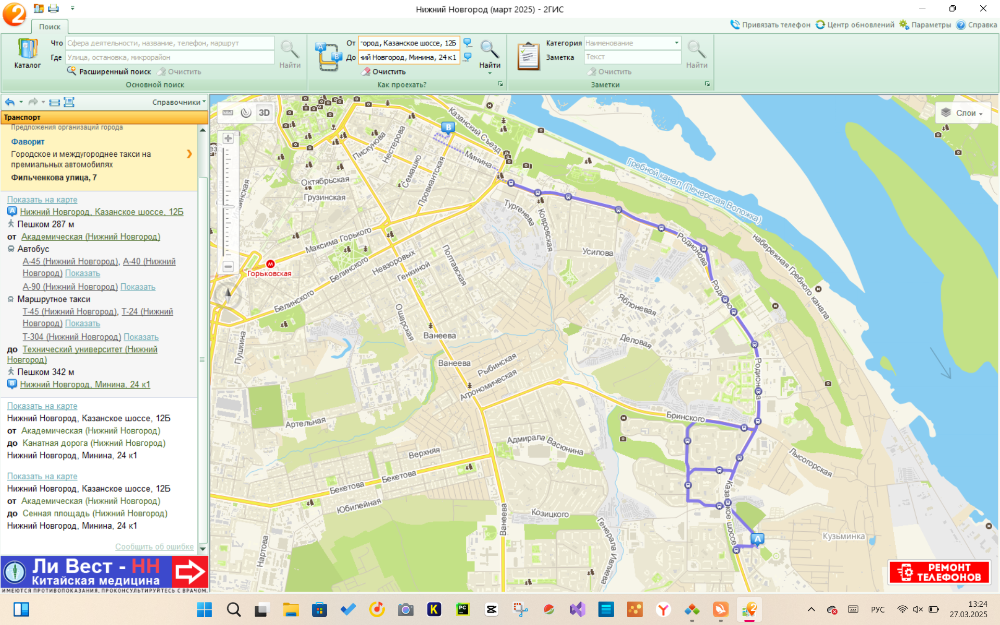 Нижний Новгород (март 2025) - 2ГИС
Поиск
Привязать телефон
Центр обновлений
Параметры
Справка
Каталог
Что
Сфера деятельности, название, телефон, маршрут
Где
Улица, остановка, микрорайон
Расширенный поиск
Очистить
Найти
Основной поиск
От
город, Казанское шоссе, 12Б
До
ний Новгород, Минина, 24 к1
Очистить
Найти
Как проехать?
Категория
Наименование
Заметка
Текст
Очистить
Найти
Заметки
Справочники
Транспорт
Предложения организаций города
Фаворит
Городское и междугороднее такси на
премиальных автомобилях
Фильченкова улица, 7
Показать на карте
A Нижний Новгород, Казанское шоссе, 12Б
Пешком 287 м
от Академическая (Нижний Новгород)
Автобус
А-45 (Нижний Новгород), А-40 (Нижний
Новгород) Показать
А-90 (Нижний Новгород) Показать
Маршрутное такси
Т-45 (Нижний Новгород), Т-24 (Нижний
Новгород) Показать
Т-304 (Нижний Новгород) Показать
до Технический университет (Нижний
Новгород)
Пешком 342 м
B Нижний Новгород, Минина, 24 к1
Показать на карте
Нижний Новгород, Казанское шоссе, 12Б
от Академическая (Нижний Новгород)
до Канатная дорога (Нижний Новгород)
Нижний Новгород, Минина, 24 к1
Показать на карте
Нижний Новгород, Казанское шоссе, 12Б
от Академическая (Нижний Новгород)
до Сенная площадь (Нижний Новгород)
Нижний Новгород, Минина, 24 к1
Сообщить об ошибке
Ли Вест - НН
Китайская медицина
ИМЕЮТСЯ ПРОТИВОПОКАЗАНИЯ, ПРОКОНСУЛЬТИРУЙТЕСЬ С ВРАЧОМ.
3D
Слои
B
Казанский Съезд
Пискунова
Нестерова
Семашко
Провиантская
Минина
Октябрьская
Грузинская
Гребной канал (Печерская Воложка)
Тургенева
Ковровская
Максима Горького
М
Горьковская
Белинского
Невзоровых
Генкиной
Полтавская
Усилова
Родионова
набережная Гребного канала
Белинского
Ошарская
Ванеева
Яблоневая
Деловая
Пушкина
Ванеева
Рыбинская
Агрономическая
Родионова
Артельная
Бринского
Адмирала Васюнина
Верхняя
Бекетова
Бекетова
Юбилейная
Лысогорская
Казанское шоссе
Козицкого
Ванеева
Генерала Ивлиева
Нартова
A
Кузьминка
РЕМОНТ
ТЕЛЕФОНОВ
РУС
13:24
27.03.2025